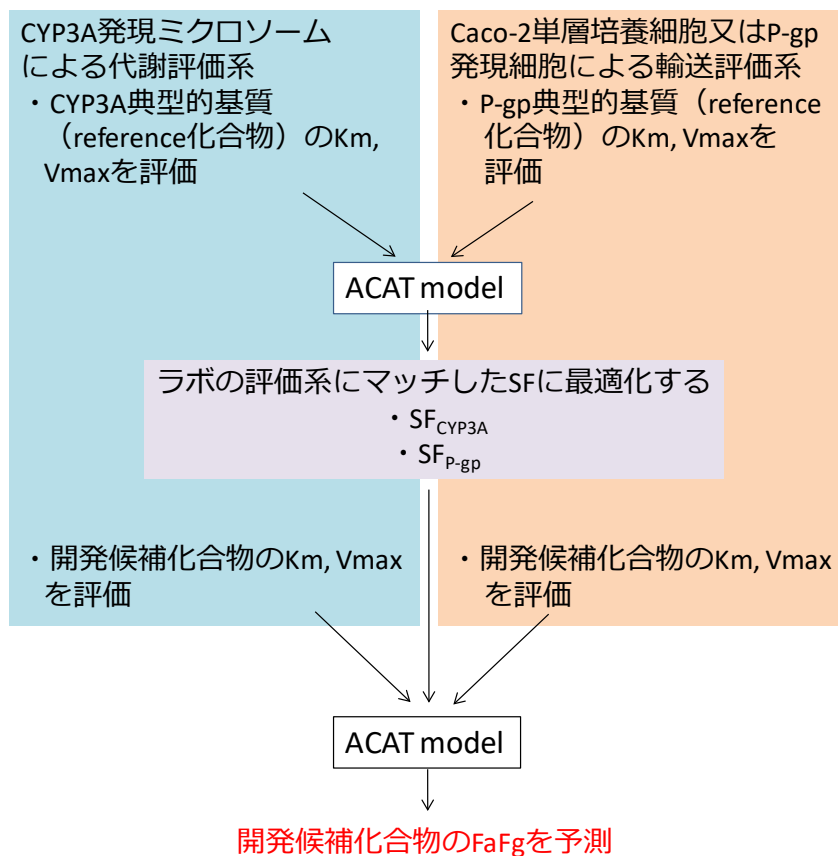 CYP3A発現ミクロソーム
による代謝評価系
・CYP3A典型的基質
（reference化合物）のKm,
Vmaxを評価
Caco-2単層培養細胞又はP-gp
発現細胞による輸送評価系
・P-gp典型的基質（reference
化合物）のKm, Vmaxを
評価
ACAT model
ラボの評価系にマッチしたSFに最適化する
・SFCYP3A
・SFP-gp
・開発候補化合物のKm, Vmax
を評価
・開発候補化合物のKm, Vmax
を評価
ACAT model
開発候補化合物のFaFgを予測